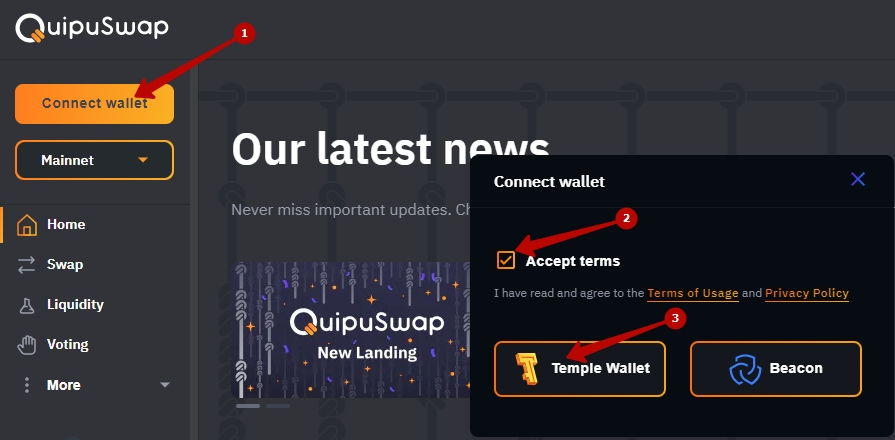 QuipuSwap
1
Connect wallet
Mainnet
Home
Swap
Liquidity
Voting
More
Our latest news
Never miss important updates. Ch
QuipuSwap
New Landing
Connect wallet
2
Accept terms
I have read and agree to the Terms of Usage and Privacy Policy
3
Temple Wallet
Beacon